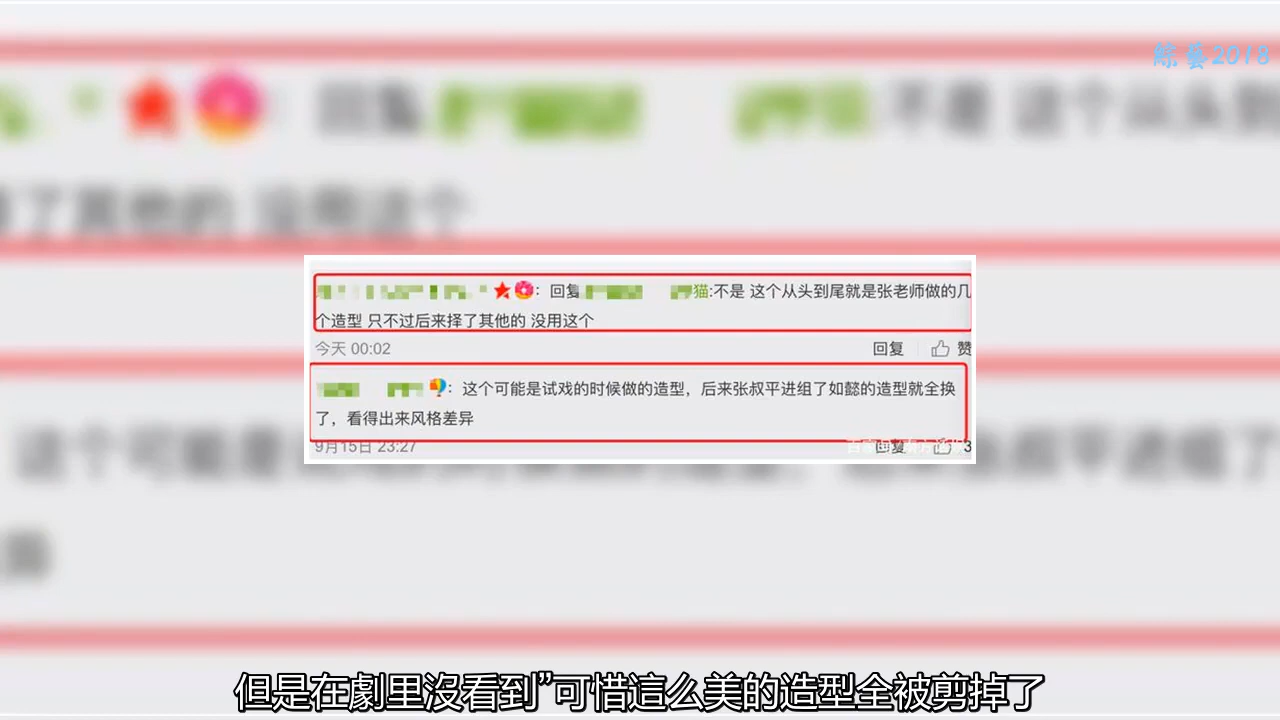 綜藝2018
回复 猫:不是 这个从头到尾就是张老师做的几
个造型 只不过后来择了其他的 没用这个
今天 00:02 回复 赞
：这个可能是试戏的时候做的造型，后来张叔平进组了如懿的造型就全换
了，看得出来风格差异
9月15日 23:27 回复 3
但是在劇里沒看到”可惜這么美的造型全被剪掉了